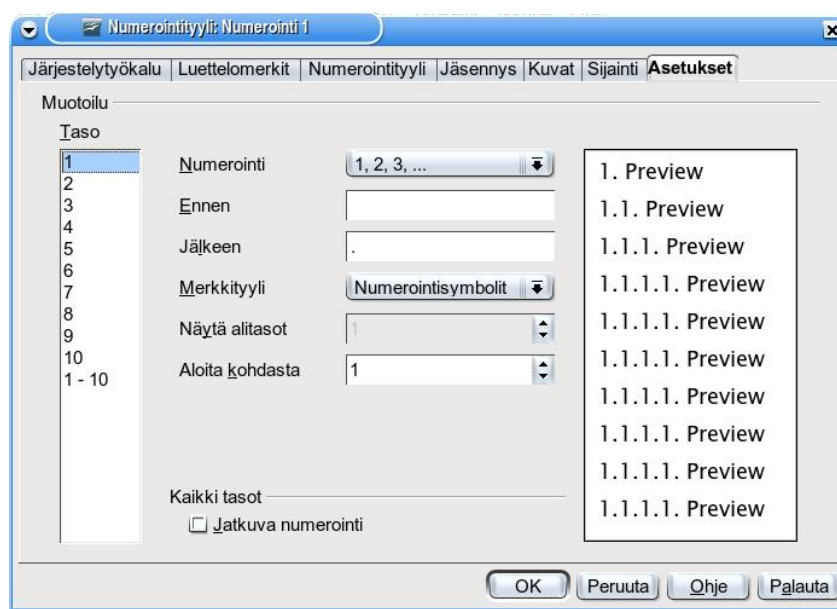 Numerointityyli: Numerointi 1
Järjestelytyökalu Luettelomerkit Numerointityyli Jäsennys Kuvat Sijainti Asetukset
Muotoilu
Taso
1
2
3
4
5
6
7
8
9
10
1 - 10
Numerointi 1, 2, 3, ...
Ennen
Jälkeen .
Merkkityyli Numerointisymbolit
Näytä alitasot 1
Aloita kohdasta 1
Kaikki tasot
Jatkuva numerointi
1. Preview
1.1. Preview
1.1.1. Preview
1.1.1.1. Preview
1.1.1.1. Preview
1.1.1.1. Preview
1.1.1.1. Preview
1.1.1.1. Preview
1.1.1.1. Preview
1.1.1.1. Preview
OK Peruuta Ohje Palauta